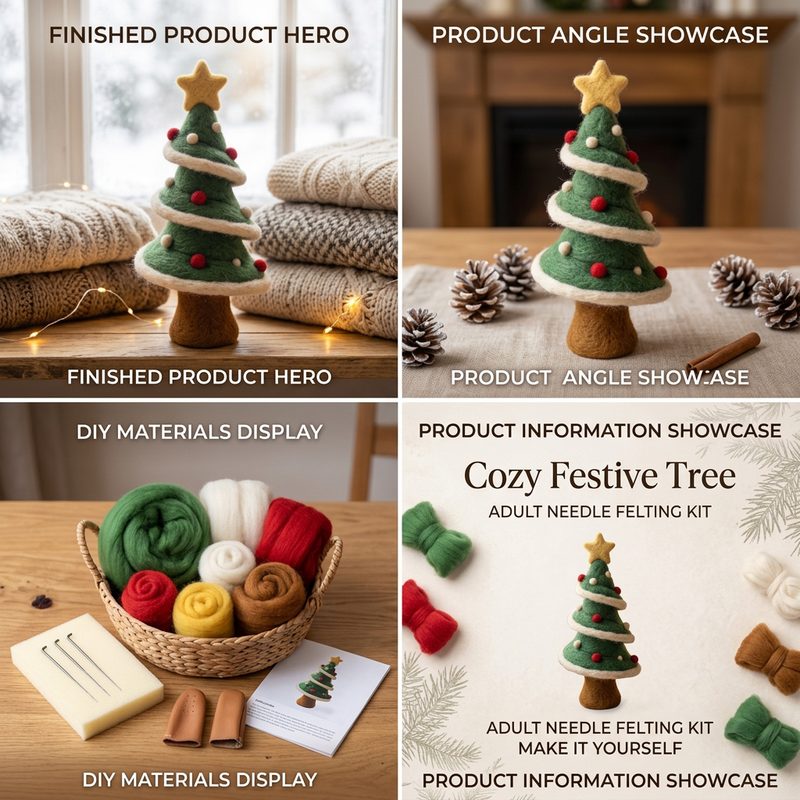 FINISHED PRODUCT HERO
FINISHED PRODUCT HERO
PRODUCT ANGLE SHOWCASE
PRODUCT ANGLE SHOWCASE
DIY MATERIALS DISPLAY
DIY MATERIALS DISPLAY
PRODUCT INFORMATION SHOWCASE
Cozy Festive Tree
ADULT NEEDLE FELTING KIT
ADULT NEEDLE FELTING KIT
MAKE IT YOURSELF
PRODUCT INFORMATION SHOWCASE